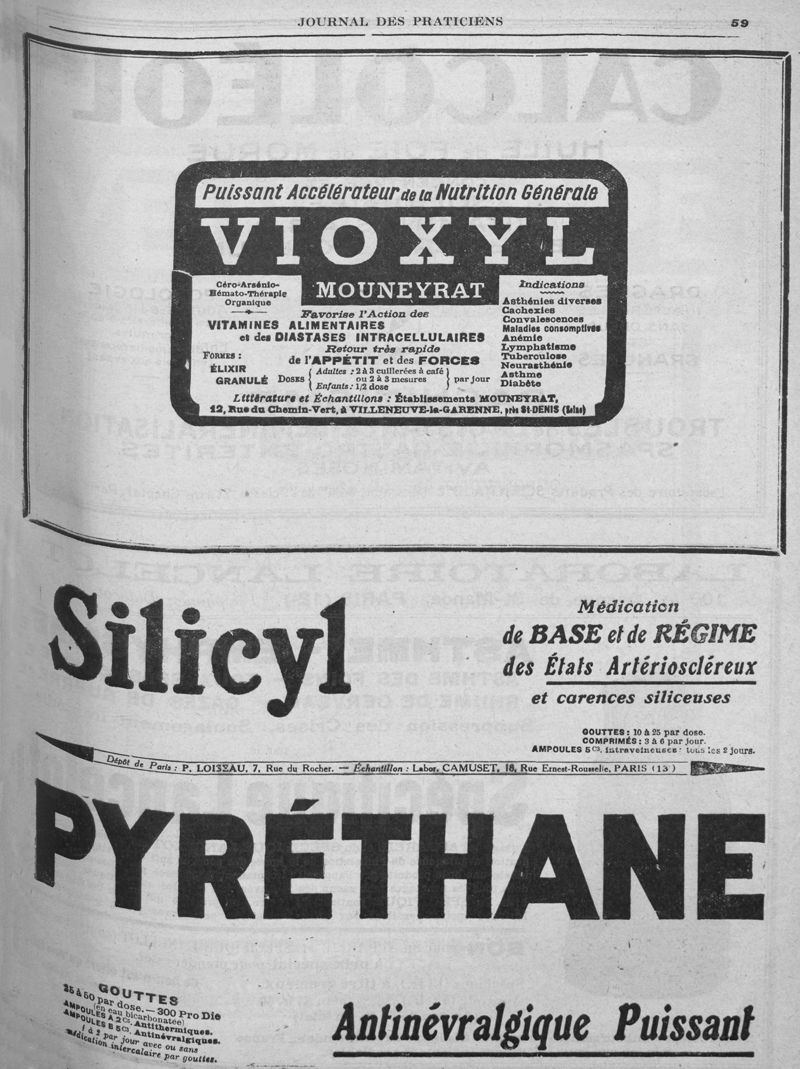 JOURNAL DES PRATICIENS 59
Puissant Accélérateur de la Nutrition Générale
VIOXYL
MOUNEYRAT
Céro-Arsénio-
Hémato-Thérapie
Organique
Favorise l'Action des
VITAMINES ALIMENTAIRES
et des DIASTASES INTRACELLULAIRES
Retour très rapide
de l'APPÉTIT et des FORCES
FORMES :
ÉLIXIR
GRANULÉ
DOSES
Adultes : 2 à 3 cuillerées à café
ou 2 à 3 mesures
Enfants : 1/2 dose
par jour
Indications
Asthénies diverses
Cachexies
Convalescences
Maladies consomptives
Anémie
Lymphatisme
Tuberculose
Neurasthénie
Asthme
Diabète
Littérature et Échantillons : Établissements MOUNEYRAT,
12, Rue du Chemin-Vert, à VILLENEUVE-la-GARENNE, près St-DENIS (Seine)
Silicyl
Médication
de BASE et de RÉGIME
des États Artérioscléreux
et carences siliceuses
GOUTTES : 10 à 25 par dose.
COMPRIMÉS : 3 à 6 par jour.
AMPOULES 5 Cs. intraveineuses : tous les 2 jours.
Dépôt de Paris : P. LOISEAU, 7, Rue du Rocher. — Échantillon : Labor. CAMUSET, 18, Rue Ernest-Rousselle, PARIS (13e)
PYRÉTHANE
GOUTTES
25 à 50 par dose. — 300 Pro Die
(en eau bicarbonatée)
AMPOULES A 2 Cs. Antithermiques.
AMPOULES B 5 Cs. Antinévralgiques.
1 à 2 par jour avec ou sans
médication intercalaire par gouttes.
Antinévralgique Puissant